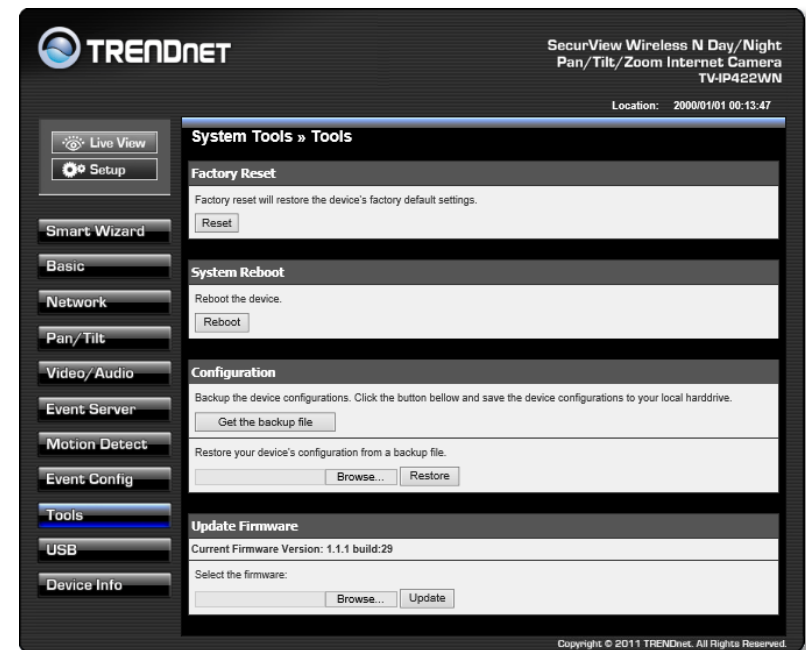 TRENDNET
SecurView Wireless N Day/Night
Pan/Tilt/Zoom Internet Camera
TV-IP422WN
Location: 2000/01/01 00:13:47
Live View
Setup
Smart Wizard
Basic
Network
Pan/Tilt
Video/Audio
Event Server
Motion Detect
Event Config
Tools
USB
Device Info
System Tools » Tools
Factory Reset
Factory reset will restore the device's factory default settings.
Reset
System Reboot
Reboot the device.
Reboot
Configuration
Backup the device configurations. Click the button bellow and save the device configurations to your local harddrive.
Get the backup file
Restore your device's configuration from a backup file.
Browse... Restore
Update Firmware
Current Firmware Version: 1.1.1 build:29
Select the firmware:
Browse... Update
Copyright © 2011 TRENDnet. All Rights Reserved.